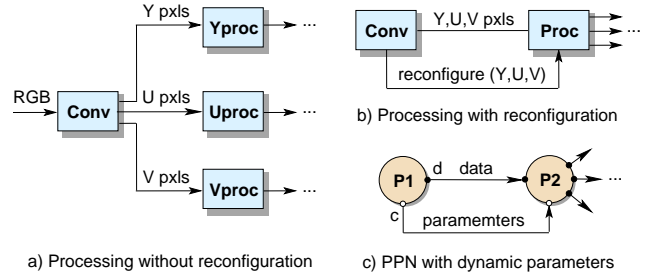 Y pxls
Yproc
...
RGB
Conv
U pxls
Uproc
...
V pxls
Vproc
...
a) Processing without reconfiguration
Conv
Y,U,V pxls
Proc
...
reconfigure (Y,U,V)
b) Processing with reconfiguration
P1
d data
P2
...
c
paramemters
c) PPN with dynamic parameters